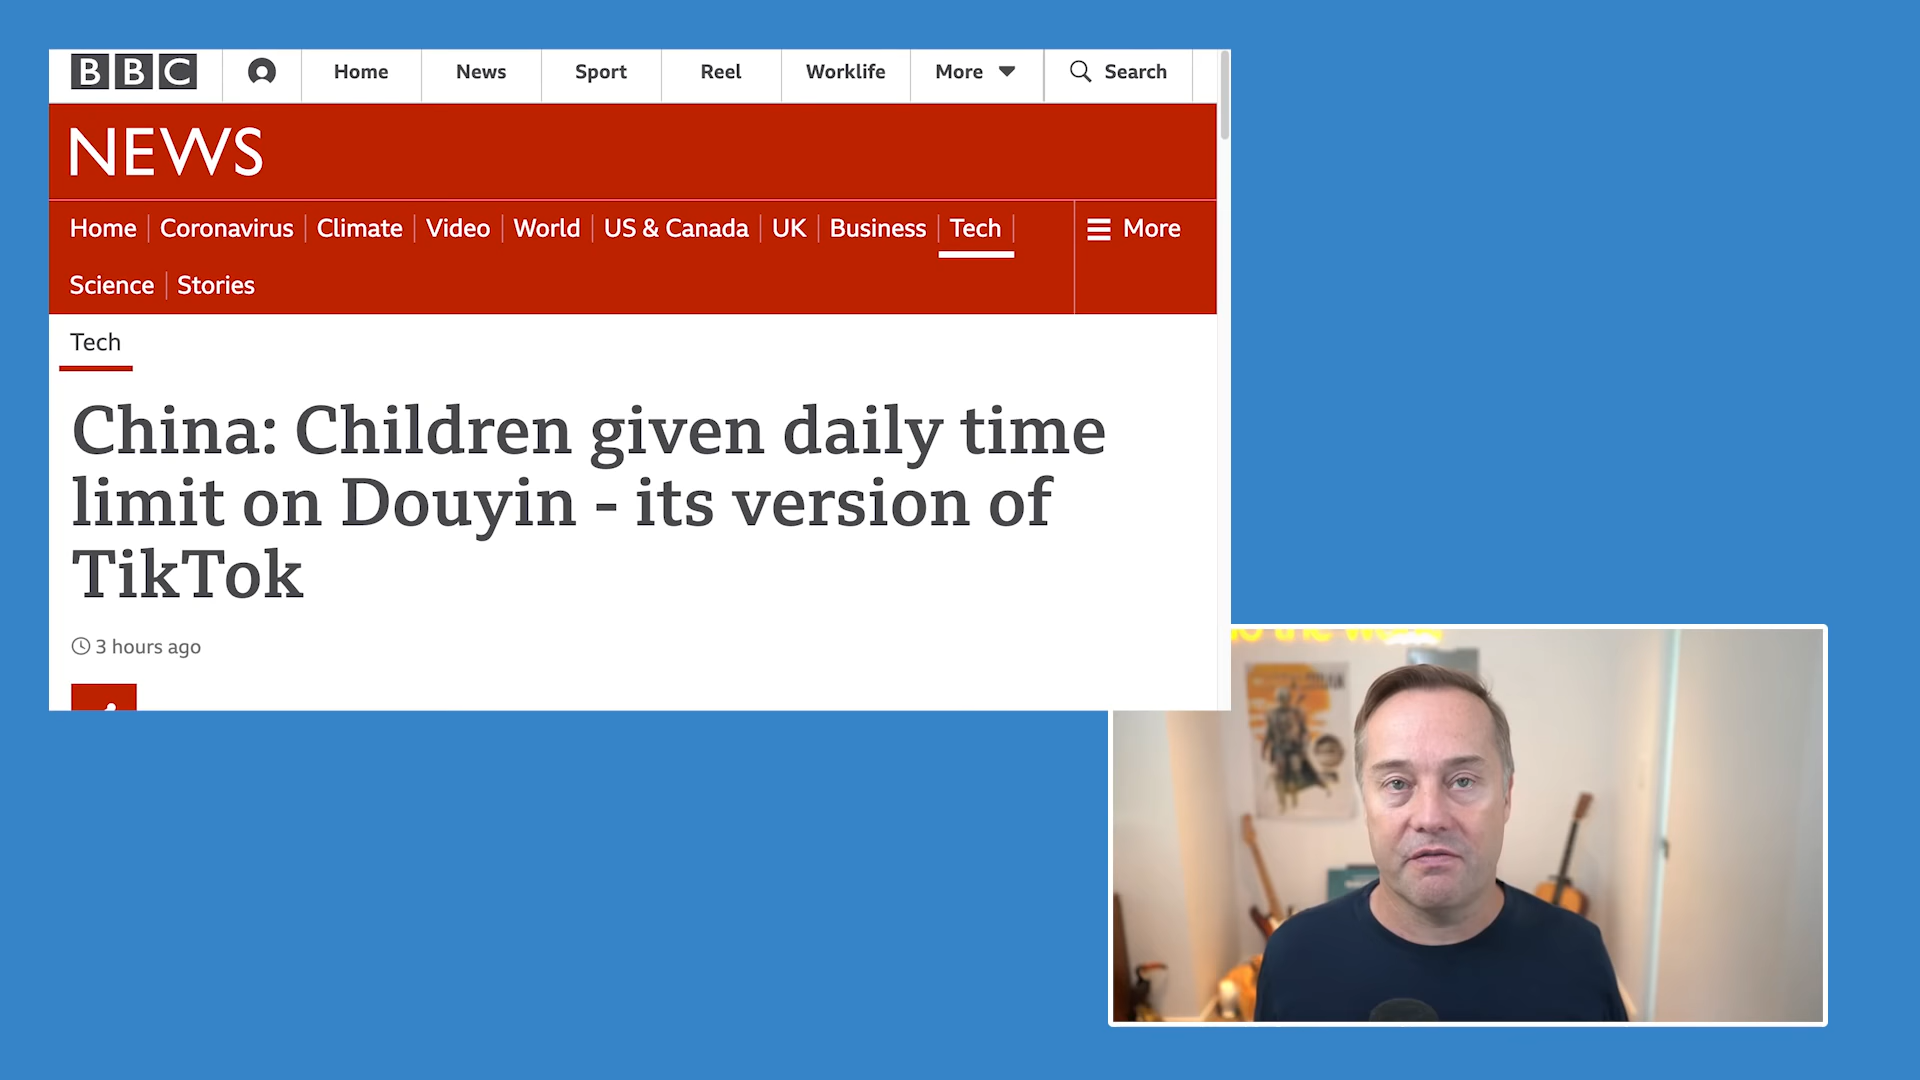 BBC Home News Sport Reel Worklife More Search
NEWS
Home Coronavirus Climate Video World US & Canada UK Business Tech More
Science Stories
Tech
China: Children given daily time
limit on Douyin - its version of
TikTok
3 hours ago